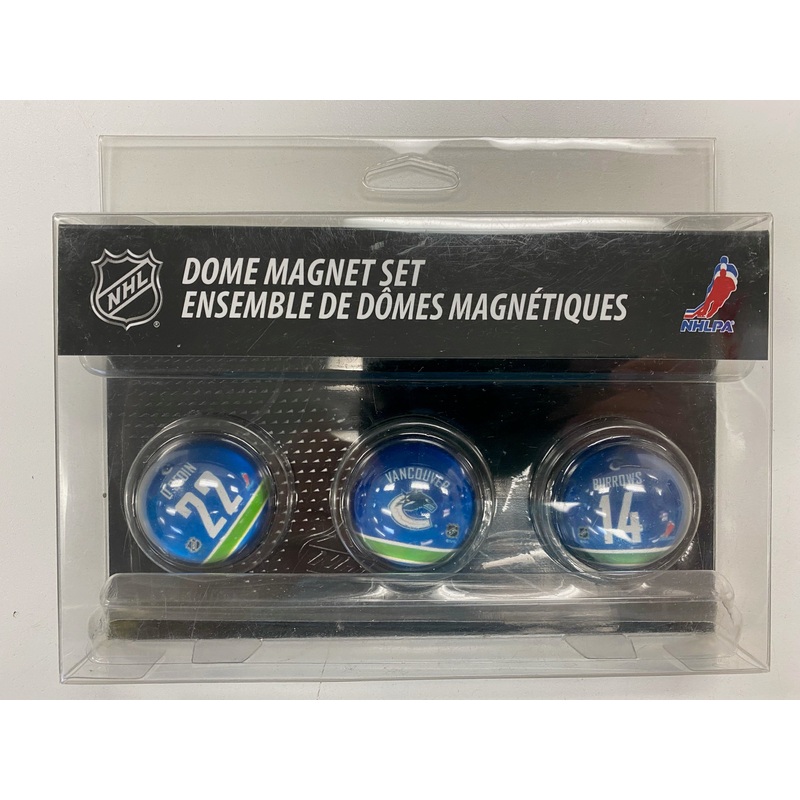 NHL
®
DOME MAGNET SET
ENSEMBLE DE DÔMES MAGNÉTIQUES
NHLPA
22
VANCOUVER
BURROWS
14